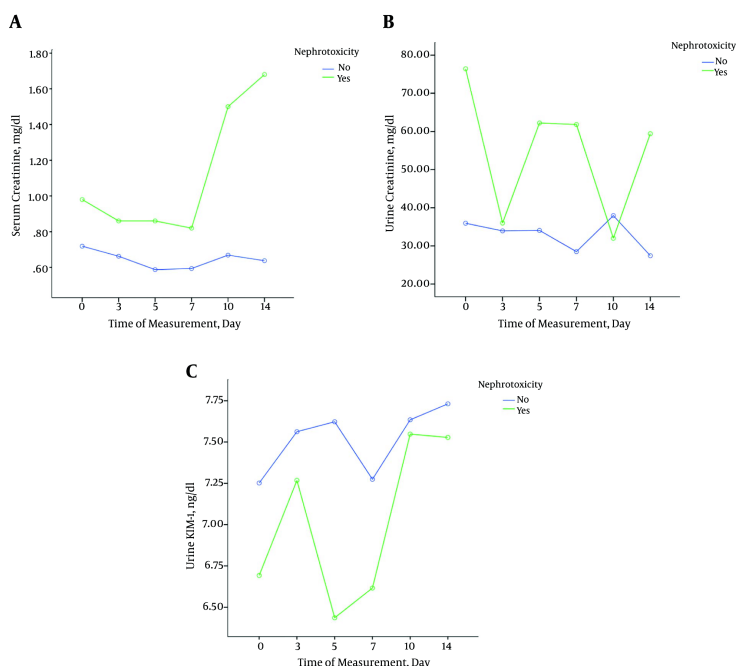 A
Serum Creatinine, mg/dl
1.80
1.60
1.40
1.20
1.00
.80
.60
0 3 5 7 10 14
Time of Measurement, Day
Nephrotoxicity
No
Yes
B
Urine Creatinine, mg/dl
80.00
70.00
60.00
50.00
40.00
30.00
20.00
0 3 5 7 10 14
Time of Measurement, Day
Nephrotoxicity
No
Yes
C
Urine KIM-1, ng/dl
7.75
7.50
7.25
7.00
6.75
6.50
0 3 5 7 10 14
Time of Measurement, Day
Nephrotoxicity
No
Yes